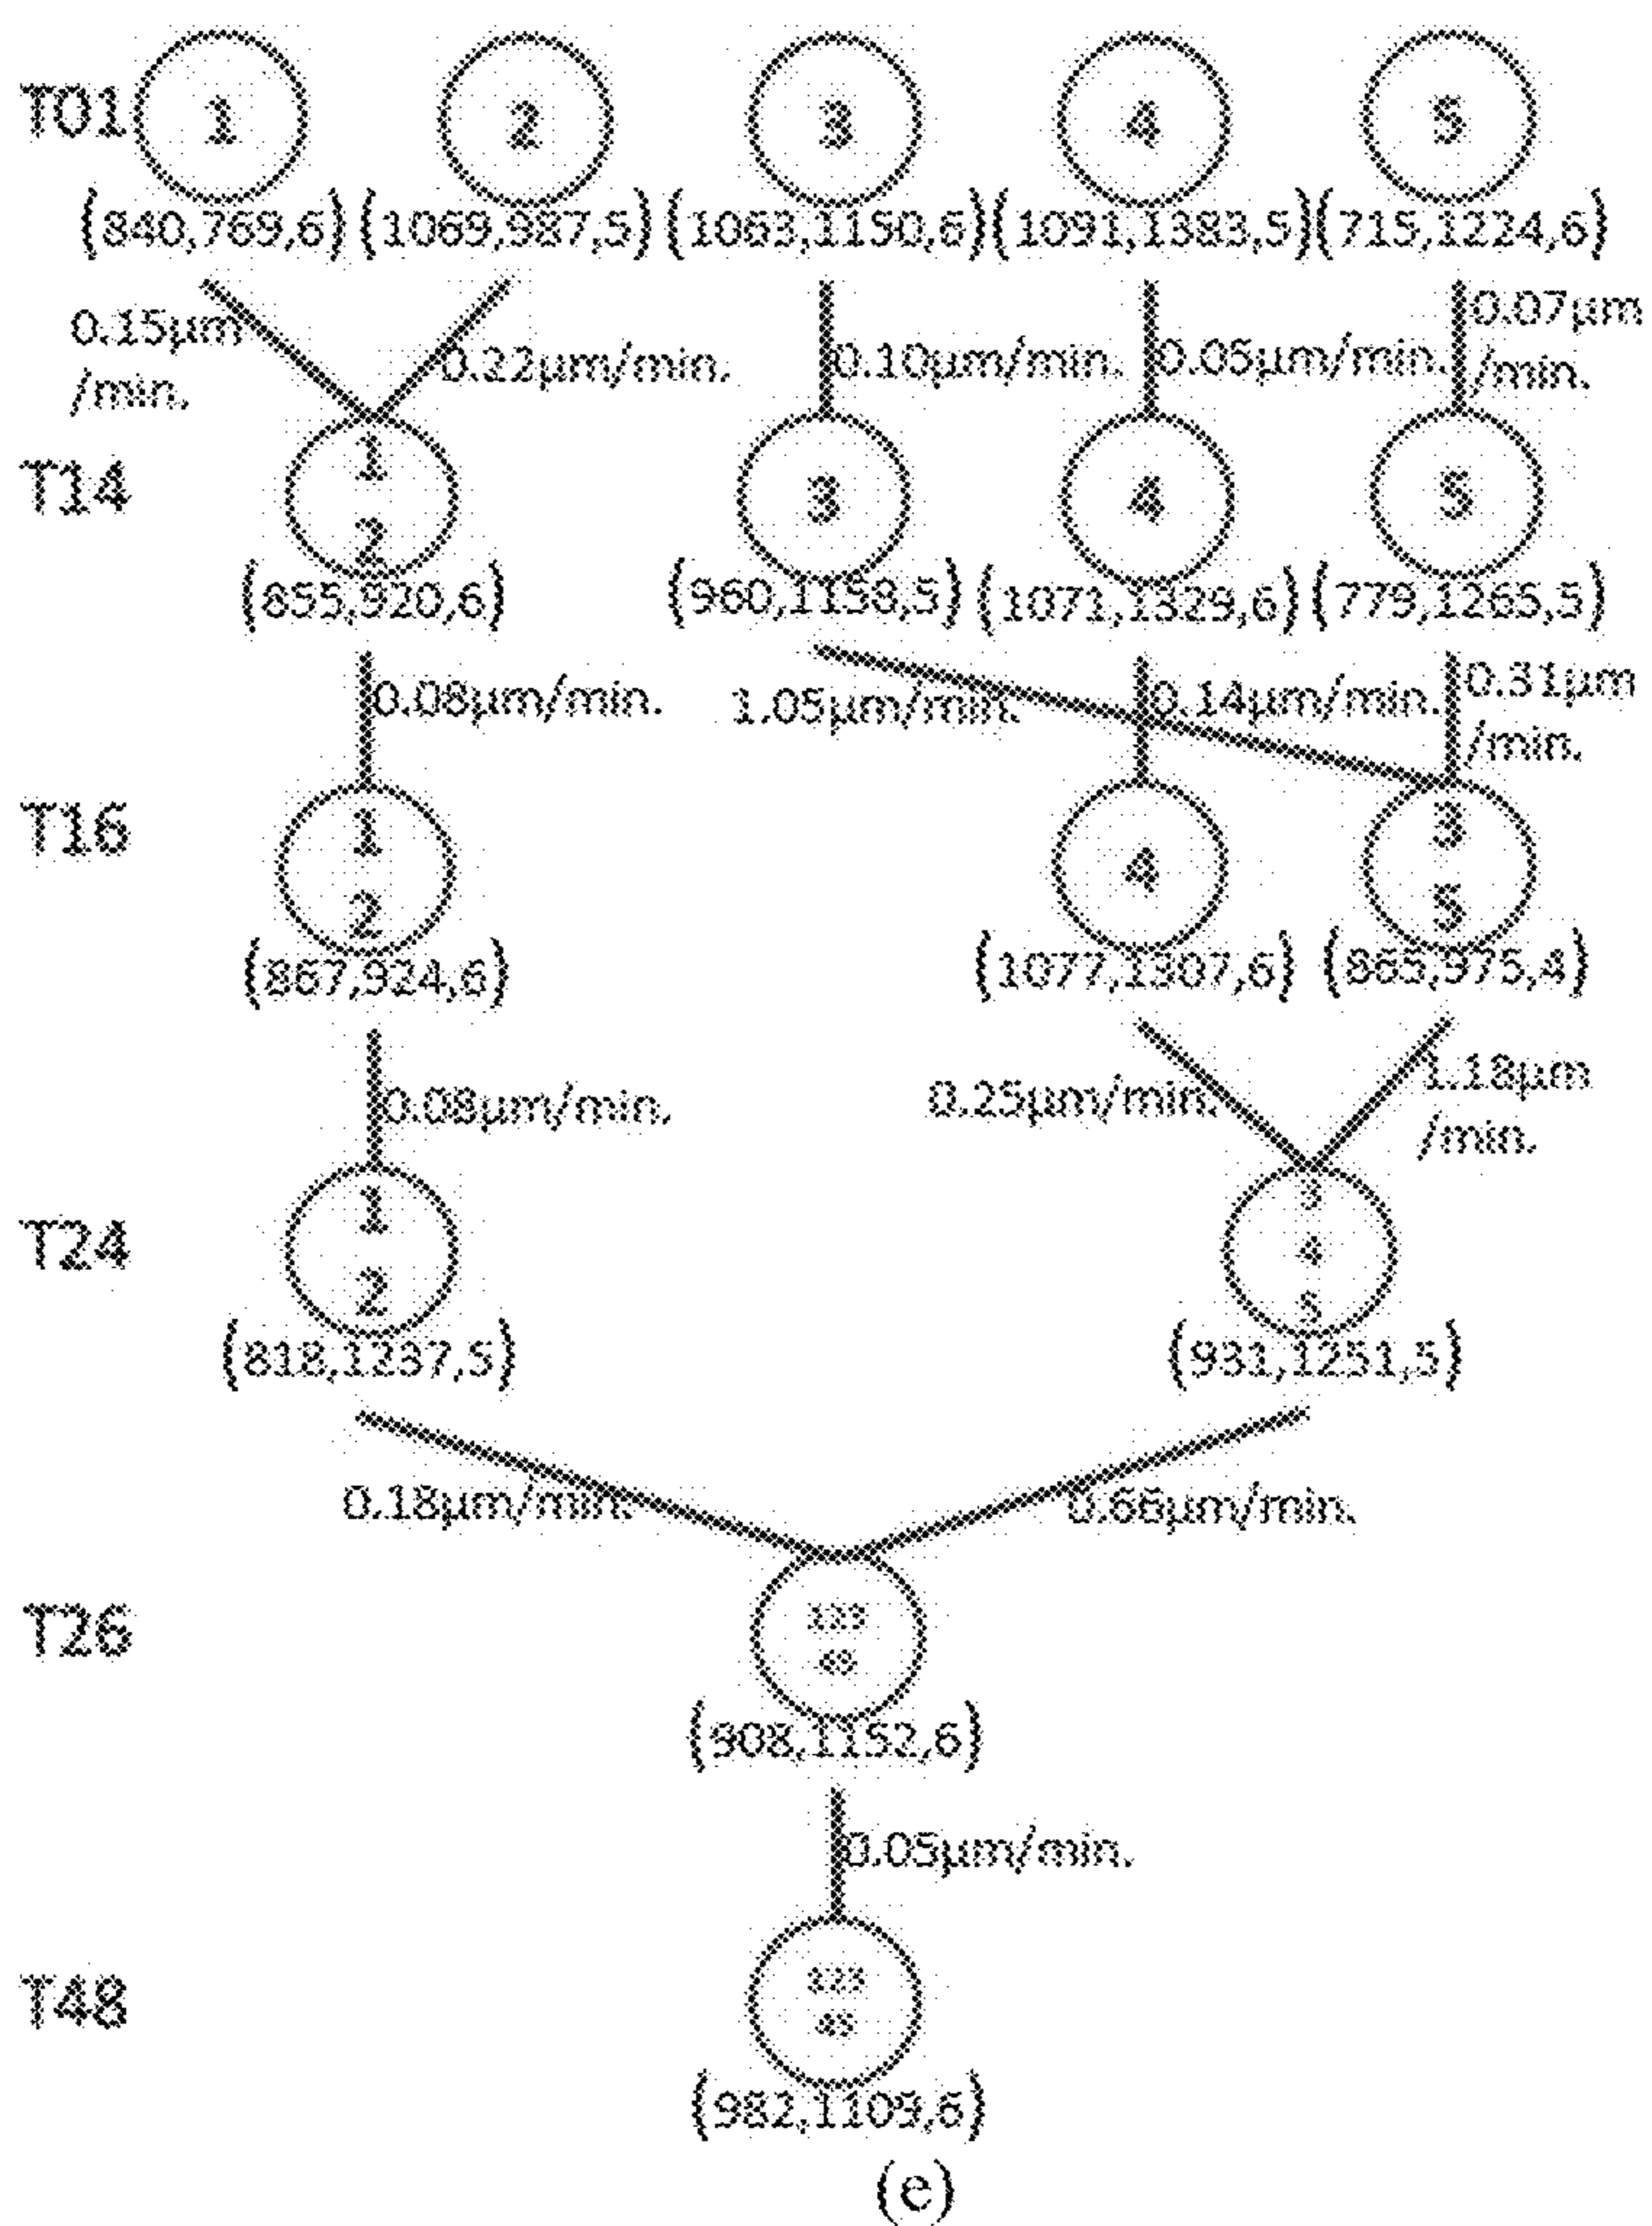 T01 1 2 3 4 5
(840,769,6) (1069,987,5) (1063,1150,6) (1091,1383,5) (715,1224,6)
0.15µm
/min.
0.22µm/min.
0.10µm/min.
0.05µm/min.
0.07µm
/min.
T14
1
2
3 4 5
(855,920,6) (960,1158,5) (1071,1329,6) (779,1265,5)
0.08µm/min.
1.05µm/min.
0.14µm/min.
0.31µm
/min.
T16
1
2
4
3
5
(867,924,6) (1077,1307,6) (865,975,4)
0.08µm/min.
0.25µm/min.
1.18µm
/min.
T24
1
2
3
4
5
(818,1237,5) (931,1251,5)
0.18µm/min.
0.66µm/min.
T26
123
45
(908,1152,6)
0.05µm/min.
T48
123
45
(982,1109,6)
(e)